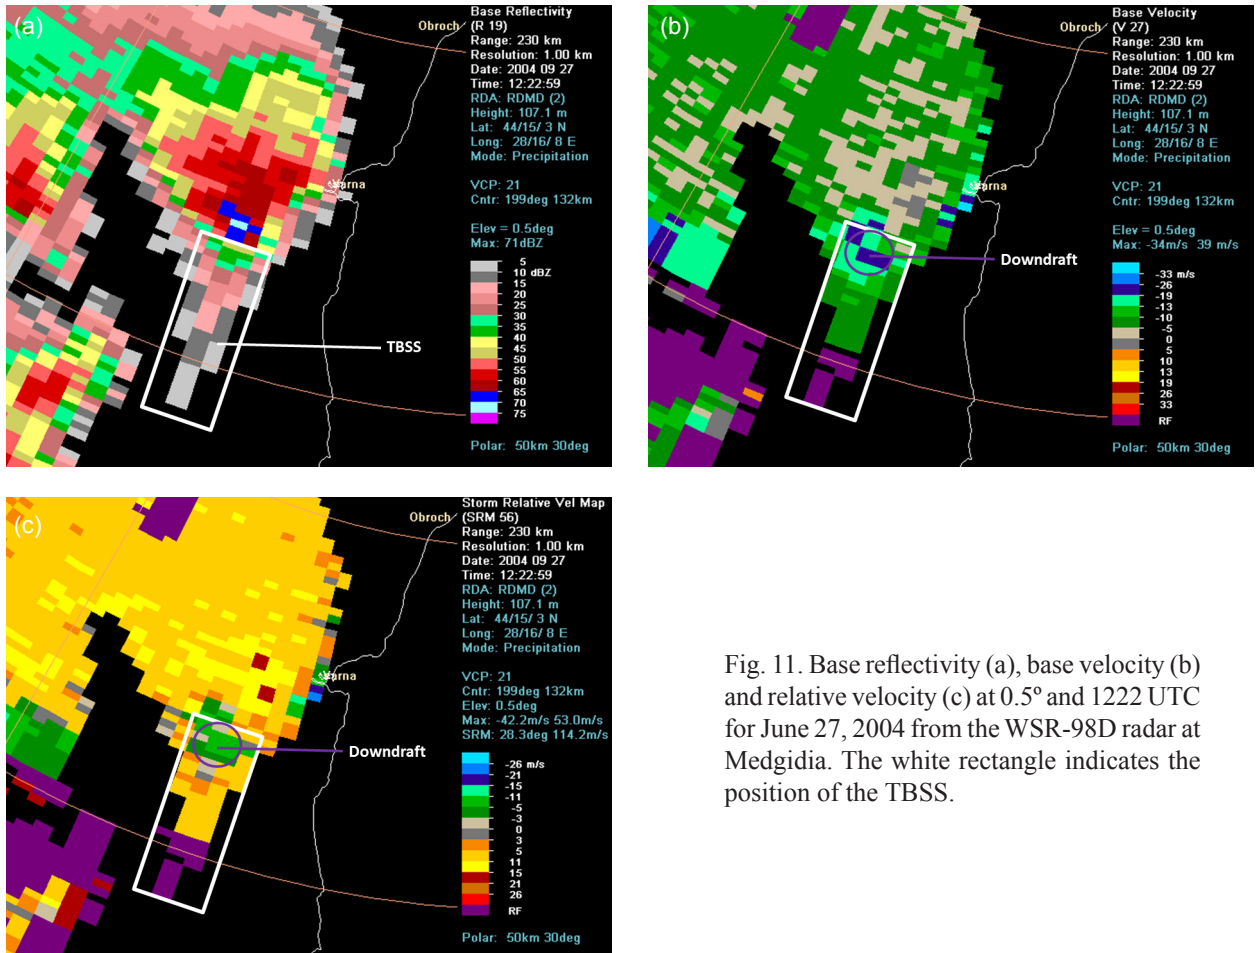 (a)
Obroch
Varna
TBSS
Base Reflectivity
(R 19)
Range: 230 km
Resolution: 1.00 km
Date: 2004 09 27
Time: 12:22:59
RDA: RDMD (2)
Height: 107.1 m
Lat: 44/15/ 3 N
Long: 28/16/ 8 E
Mode: Precipitation
VCP: 21
Cntr: 199deg 132km
Elev = 0.5deg
Max: 71dBZ
5
10 dBZ
15
20
25
30
35
40
45
50
55
60
65
70
75
Polar: 50km 30deg
(b)
Obroch
Varna
Downdraft
Base Velocity
(V 27)
Range: 230 km
Resolution: 1.00 km
Date: 2004 09 27
Time: 12:22:59
RDA: RDMD (2)
Height: 107.1 m
Lat: 44/15/ 3 N
Long: 28/16/ 8 E
Mode: Precipitation
VCP: 21
Cntr: 199deg 132km
Elev = 0.5deg
Max: -34m/s 39 m/s
-33 m/s
-26
-19
-13
-10
-5
0
5
10
13
19
26
33
RF
Polar: 50km 30deg
(c)
Obroch
Varna
Downdraft
Storm Relative Vel Map
(SRM 56)
Range: 230 km
Resolution: 1.00 km
Date: 2004 09 27
Time: 12:22:59
RDA: RDMD (2)
Height: 107.1 m
Lat: 44/15/ 3 N
Long: 28/16/ 8 E
Mode: Precipitation
VCP: 21
Cntr: 199deg 132km
Elev: 0.5deg
Max: -42.2m/s 53.0m/s
SRM: 28.3deg 114.2m/s
-26 m/s
-21
-15
-11
-5
-3
0
3
5
11
15
21
26
RF
Polar: 50km 30deg
Fig. 11. Base reflectivity (a), base velocity (b)
and relative velocity (c) at 0.5º and 1222 UTC
for June 27, 2004 from the WSR-98D radar at
Medgidia. The white rectangle indicates the
position of the TBSS.